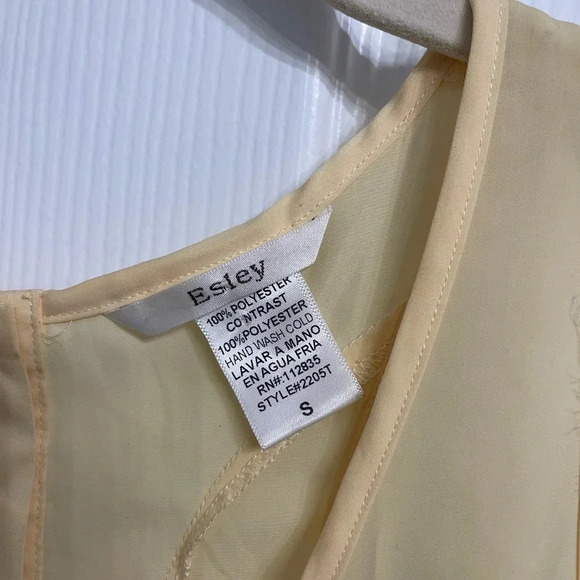 Esley
100% POLYESTER
CONTRAST
100%POLYESTER
HAND WASH COLD
LAVAR A MANO
EN AGUA FRIA
RN#:112835
STYLE#2205T
S